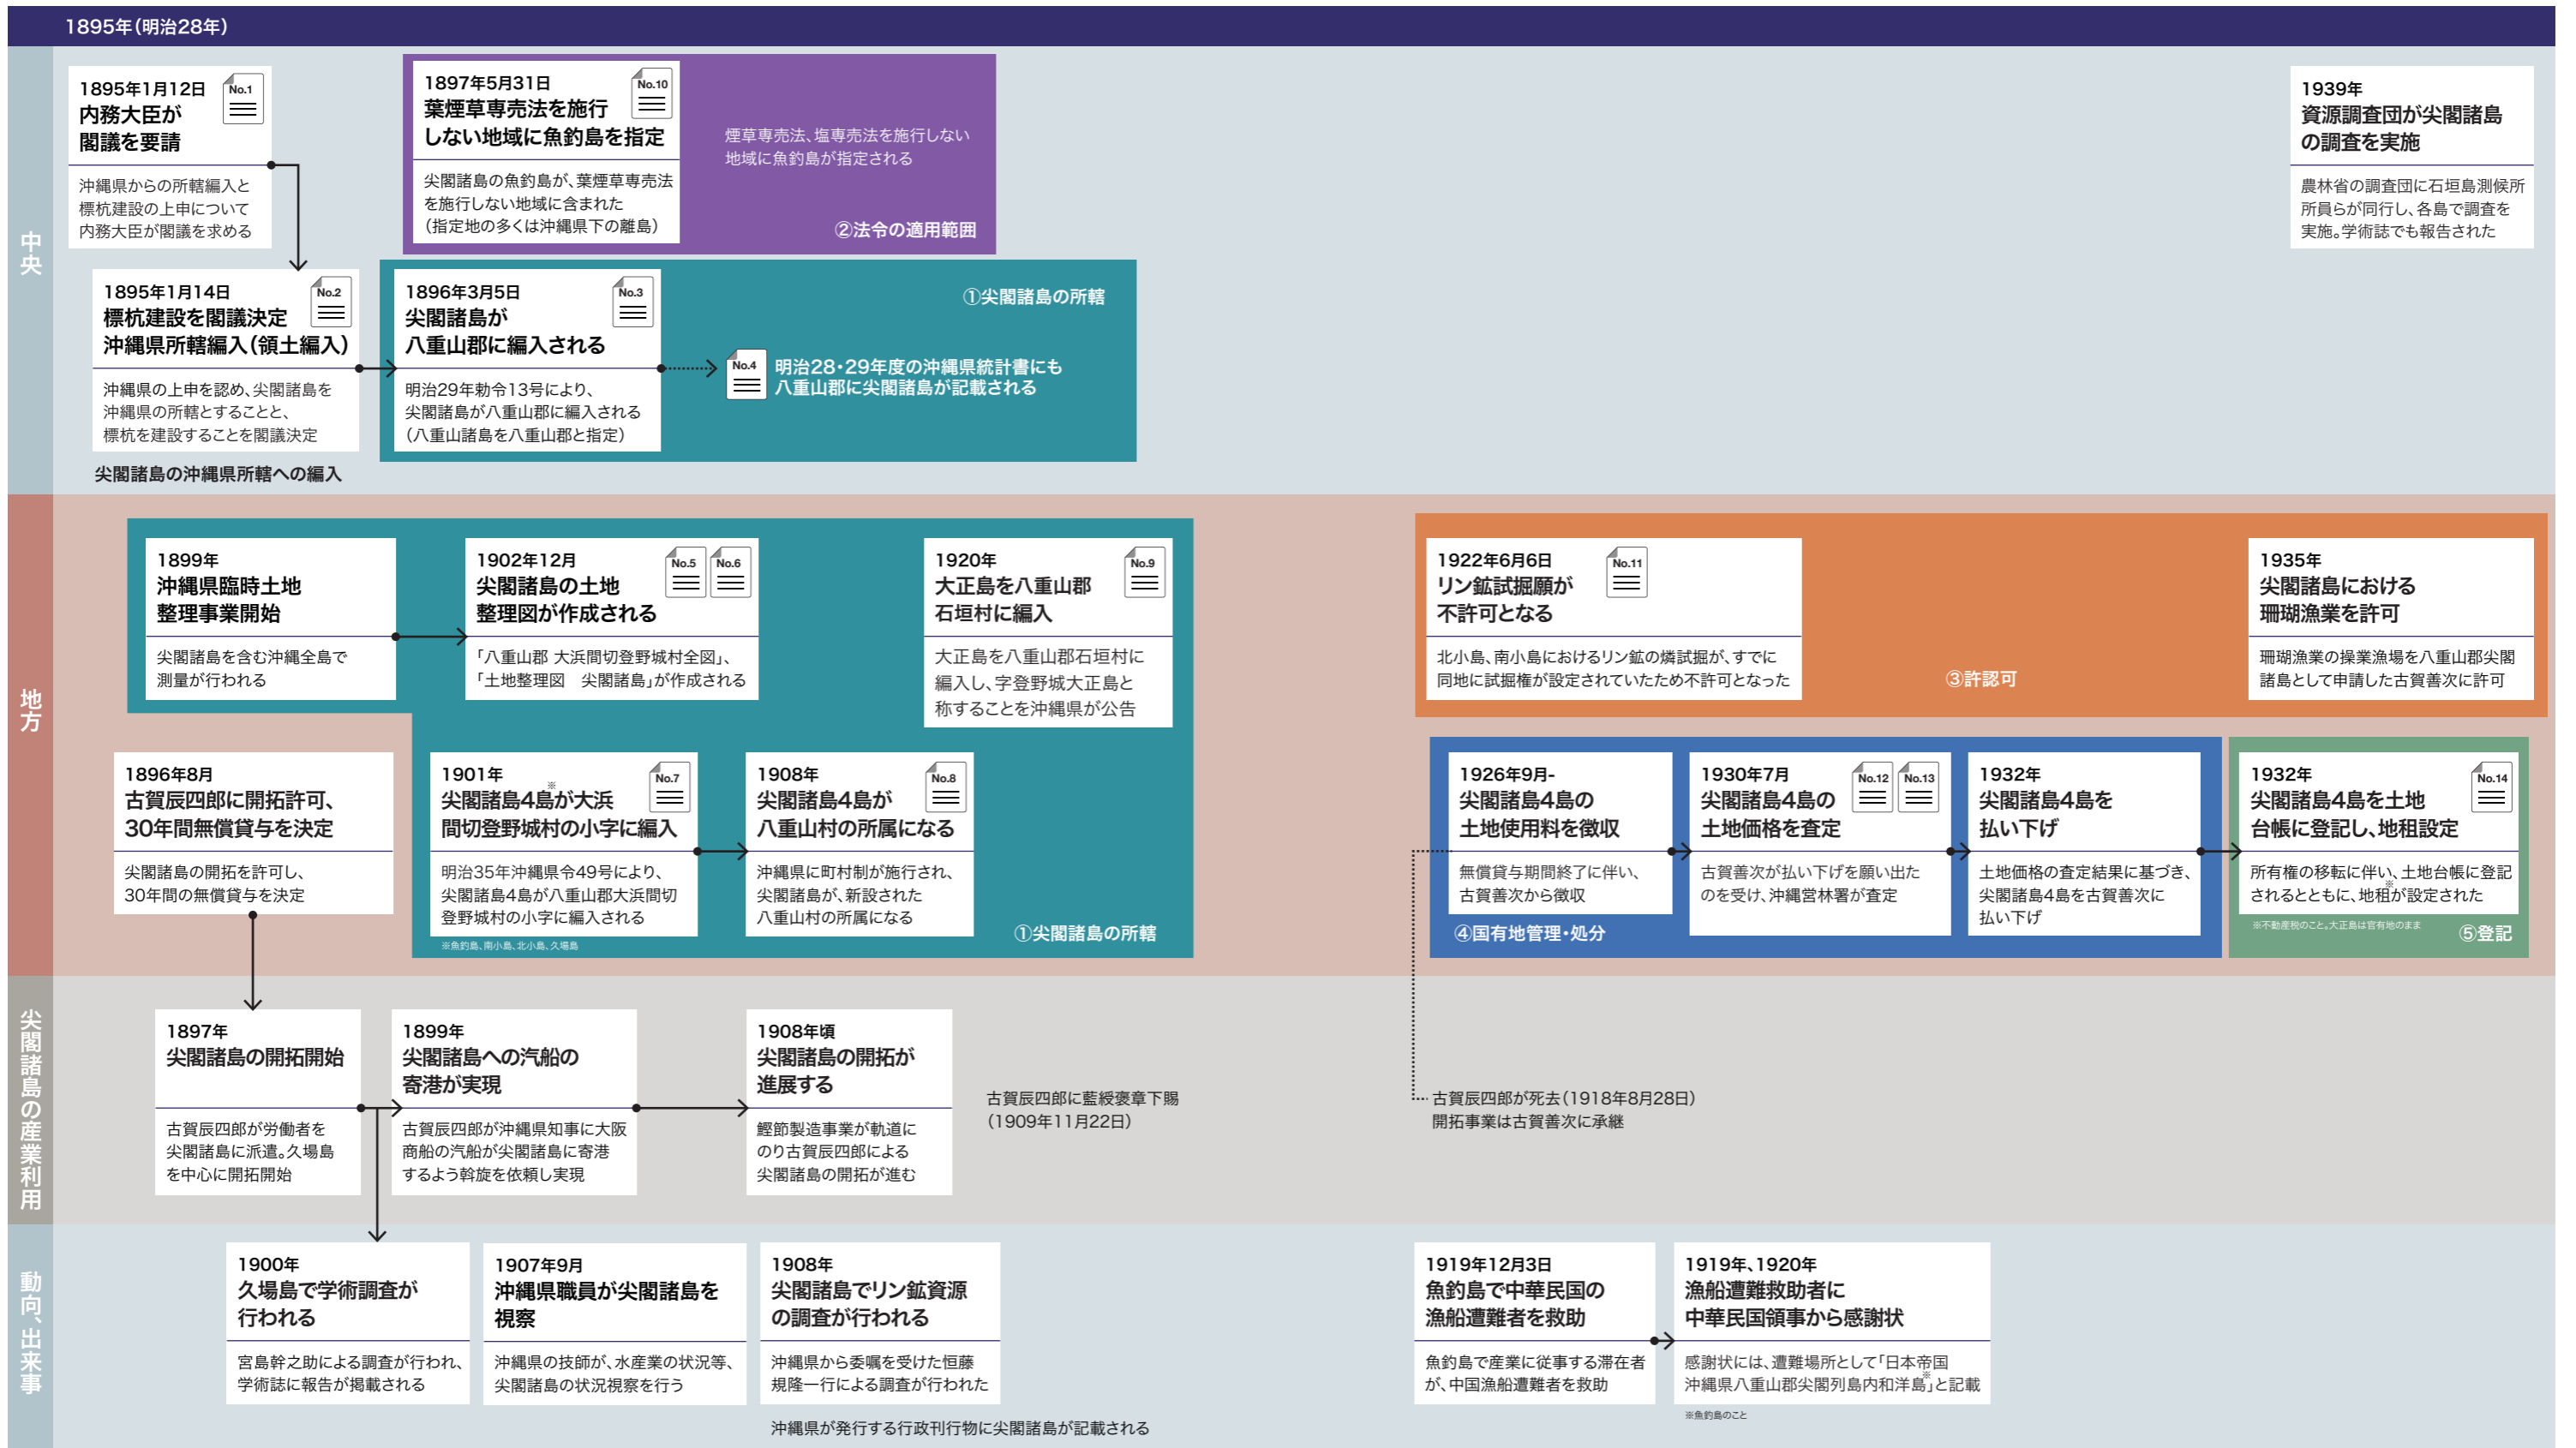 1895年(明治28年)
中央
1895年1月12日
内務大臣が
閣議を要請
No.1
沖縄県からの所轄編入と
標杭建設の上申について
内務大臣が閣議を求める
1897年5月31日
葉煙草専売法を施行
しない地域に魚釣島を指定
No.10
尖閣諸島の魚釣島が、葉煙草専売法
を施行しない地域に含まれた
(指定地の多くは沖縄県下の離島)
煙草専売法、塩専売法を施行しない
地域に魚釣島が指定される
②法令の適用範囲
1939年
資源調査団が尖閣諸島
の調査を実施
農林省の調査団に石垣島測候所
所員らが同行し、各島で調査を
実施。学術誌でも報告された
1895年1月14日
標杭建設を閣議決定
沖縄県所轄編入(領土編入)
No.2
沖縄県の上申を認め、尖閣諸島を
沖縄県の所轄とすることと、
標杭を建設することを閣議決定
尖閣諸島の沖縄県所轄への編入
1896年3月5日
尖閣諸島が
八重山郡に編入される
No.3
明治29年勅令13号により、
尖閣諸島が八重山郡に編入される
(八重山諸島を八重山郡と指定)
①尖閣諸島の所轄
No.4
明治28・29年度の沖縄県統計書にも
八重山郡に尖閣諸島が記載される
地方
1899年
沖縄県臨時土地
整理事業開始
尖閣諸島を含む沖縄全島で
測量が行われる
1902年12月
尖閣諸島の土地
整理図が作成される
No.5
No.6
「八重山郡 大浜間切登野城村全図」、
「土地整理図 尖閣諸島」が作成される
1920年
大正島を八重山郡
石垣村に編入
No.9
大正島を八重山郡石垣村に
編入し、字登野城大正島と
称することを沖縄県が公告
1922年6月6日
リン鉱試掘願が
不許可となる
No.11
北小島、南小島におけるリン鉱の燐試掘が、すでに
同地に試掘権が設定されていたため不許可となった
③許認可
1935年
尖閣諸島における
珊瑚漁業を許可
珊瑚漁業の操業漁場を八重山郡尖閣
諸島として申請した古賀善次に許可
1896年8月
古賀辰四郎に開拓許可、
30年間無償貸与を決定
尖閣諸島の開拓を許可し、
30年間の無償貸与を決定
1901年
尖閣諸島4島※が大浜
間切登野城村の小字に編入
No.7
明治35年沖縄県令49号により、
尖閣諸島4島が八重山郡大浜間切
登野城村の小字に編入される
※魚釣島、南小島、北小島、久場島
1908年
尖閣諸島4島が
八重山村の所属になる
No.8
沖縄県に町村制が施行され、
尖閣諸島が、新設された
八重山村の所属になる
①尖閣諸島の所轄
1926年9月-
尖閣諸島4島の
土地使用料を徴収
無償貸与期間終了に伴い、
古賀善次から徴収
④国有地管理・処分
1930年7月
尖閣諸島4島の
土地価格を査定
No.12
No.13
古賀善次が払い下げを願い出た
のを受け、沖縄営林署が査定
1932年
尖閣諸島4島を
払い下げ
土地価格の査定結果に基づき、
尖閣諸島4島を古賀善次に
払い下げ
1932年
尖閣諸島4島を土地
台帳に登記し、地租設定
No.14
所有権の移転に伴い、土地台帳に登記
されるとともに、地租※が設定された
※不動産税のこと。大正島は官有地のまま
⑤登記
尖閣諸島の産業利用
1897年
尖閣諸島の開拓開始
古賀辰四郎が労働者を
尖閣諸島に派遣。久場島
を中心に開拓開始
1899年
尖閣諸島への汽船の
寄港が実現
古賀辰四郎が沖縄県知事に大阪
商船の汽船が尖閣諸島に寄港
するよう斡旋を依頼し実現
1908年頃
尖閣諸島の開拓が
進展する
鰹節製造事業が軌道に
のり古賀辰四郎による
尖閣諸島の開拓が進む
古賀辰四郎に藍綬褒章下賜
(1909年11月22日)
古賀辰四郎が死去(1918年8月28日)
開拓事業は古賀善次に承継
動向、出来事
1900年
久場島で学術調査が
行われる
宮島幹之助による調査が行われ、
学術誌に報告が掲載される
1907年9月
沖縄県職員が尖閣諸島を
視察
沖縄県の技師が、水産業の状況等、
尖閣諸島の状況視察を行う
1908年
尖閣諸島でリン鉱資源
の調査が行われる
沖縄県から委嘱を受けた恒藤
規隆一行による調査が行われた
沖縄県が発行する行政刊行物に尖閣諸島が記載される
1919年12月3日
魚釣島で中華民国の
漁船遭難者を救助
魚釣島で産業に従事する滞在者
が、中国漁船遭難者を救助
1919年、1920年
漁船遭難救助者に
中華民国領事から感謝状
感謝状には、遭難場所として「日本帝国
沖縄県八重山郡尖閣列島内和洋島※」と記載
※魚釣島のこと